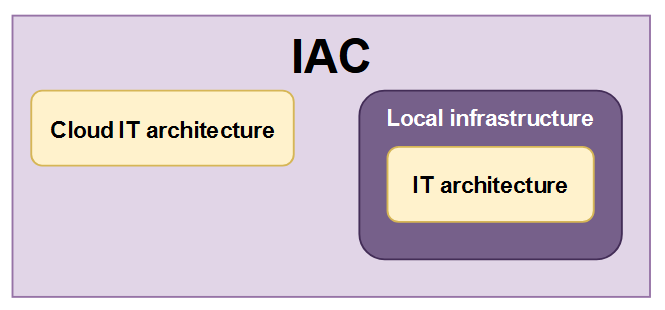 IAC
Cloud IT architecture
Local infrastructure
IT architecture